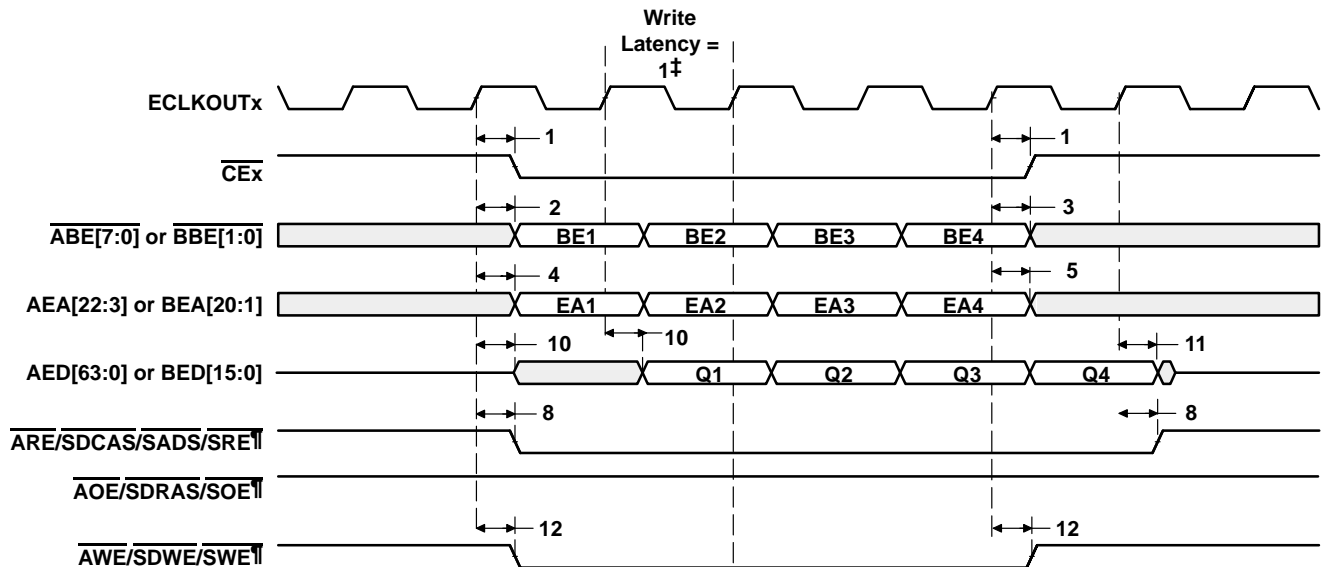 Write
Latency =
1‡
ECLKOUTx
1 1
CEx
2 3
ABE[7:0] or BBE[1:0] BE1 BE2 BE3 BE4
4 5
AEA[22:3] or BEA[20:1] EA1 EA2 EA3 EA4
10 10 11
AED[63:0] or BED[15:0] Q1 Q2 Q3 Q4
8 8
ARE/SDCAS/SADS/SRE¶
AOE/SDRAS/SOE¶
12 12
AWE/SDWE/SWE¶